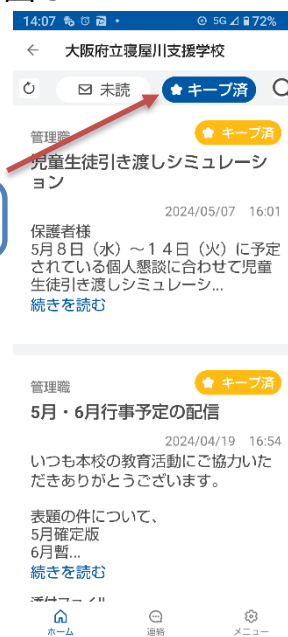 14:07 5G 72%
大阪府立寝屋川支援学校
未読 キープ済
管理職 キープ済
児童生徒引き渡しシミュレーシ
ョン
2024/05/07 16:01
保護者様
5月8日(水)～14日(火)に予定
されている個人懇談に合わせて児童
生徒引き渡しシミュレーシ...
続きを読む
管理職 キープ済
5月・6月行事予定の配信
2024/04/19 16:54
いつも本校の教育活動にご協力いた
だきありがとうございます。
表題の件について、
5月確定版
6月暫...
続きを読む
ホーム 連絡 メニュー